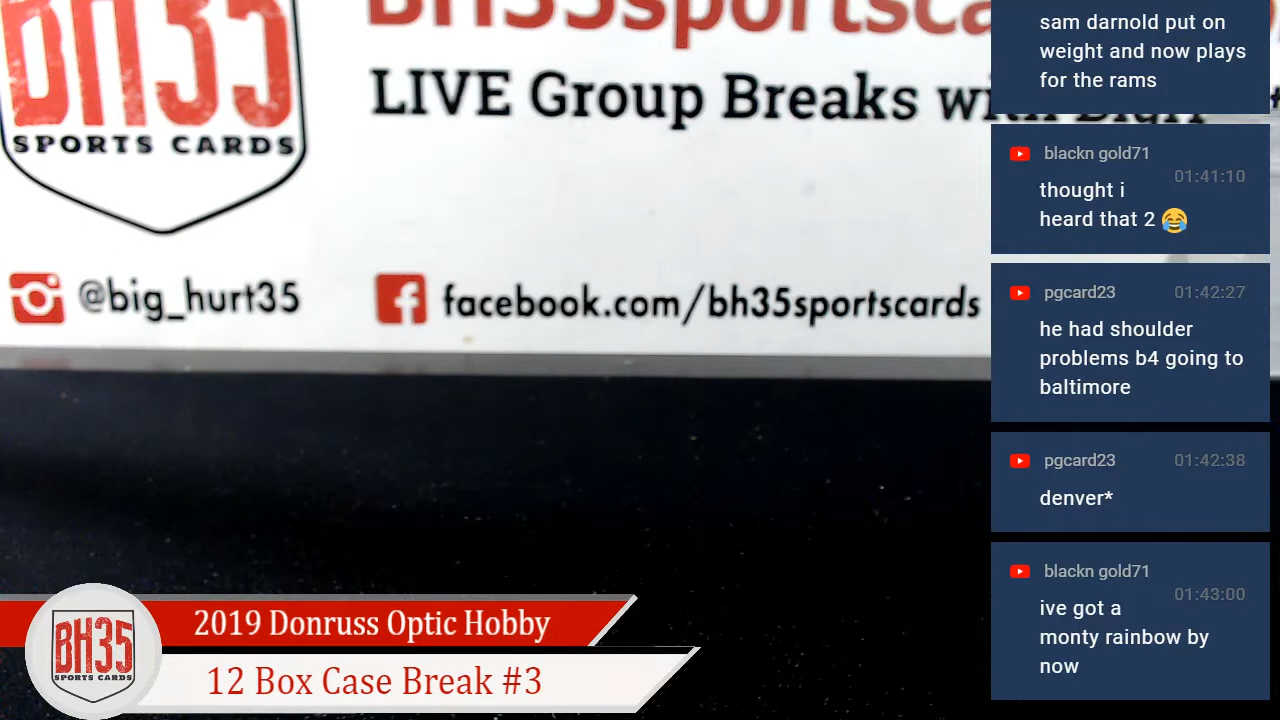 BH35
SPORTS CARDS
BH35sportsca
LIVE Group Breaks with
@big_hurt35
facebook.com/bh35sportscards
2019 Donruss Optic Hobby
12 Box Case Break #3
BH35
SPORTS CARDS
sam darnold put on
weight and now plays
for the rams
blackn gold71
01:41:10
thought i
heard that 2 😂
pgcard23 01:42:27
he had shoulder
problems b4 going to
baltimore
pgcard23 01:42:38
denver*
blackn gold71
01:43:00
ive got a
monty rainbow by
now